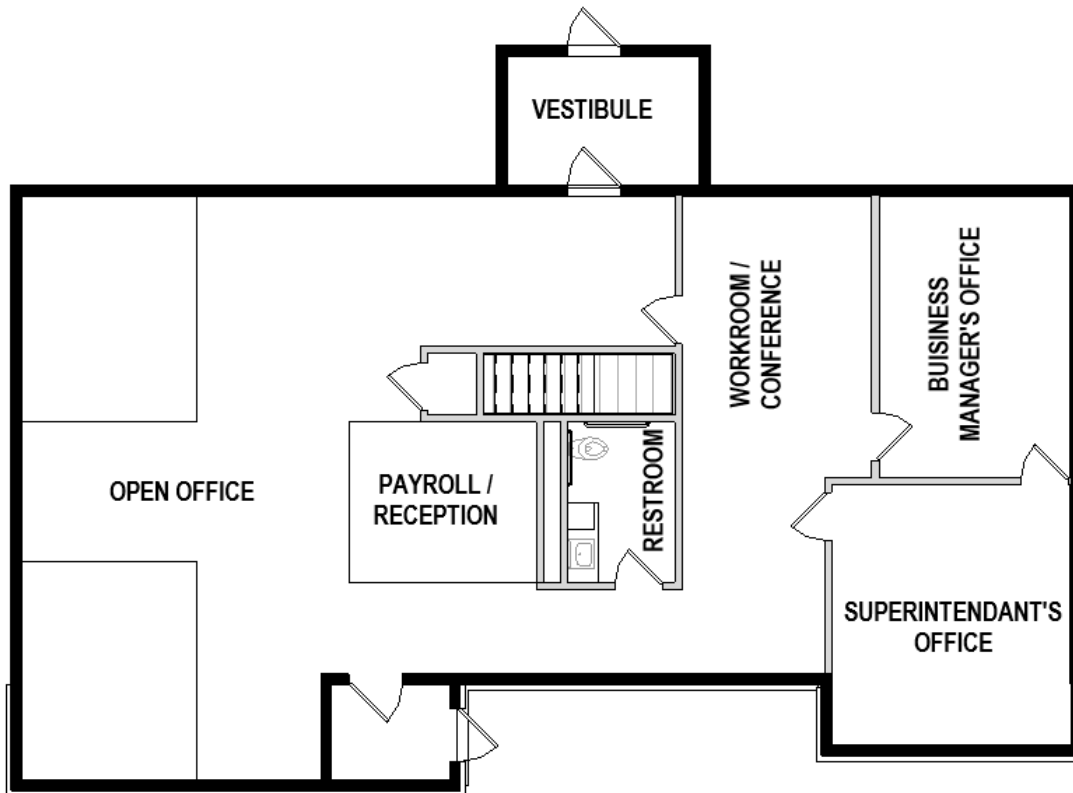 VESTIBULE
WORKROOM /
CONFERENCE
BUISINESS
MANAGER'S OFFICE
OPEN OFFICE
PAYROLL /
RECEPTION
RESTROOM
SUPERINTENDANT'S
OFFICE